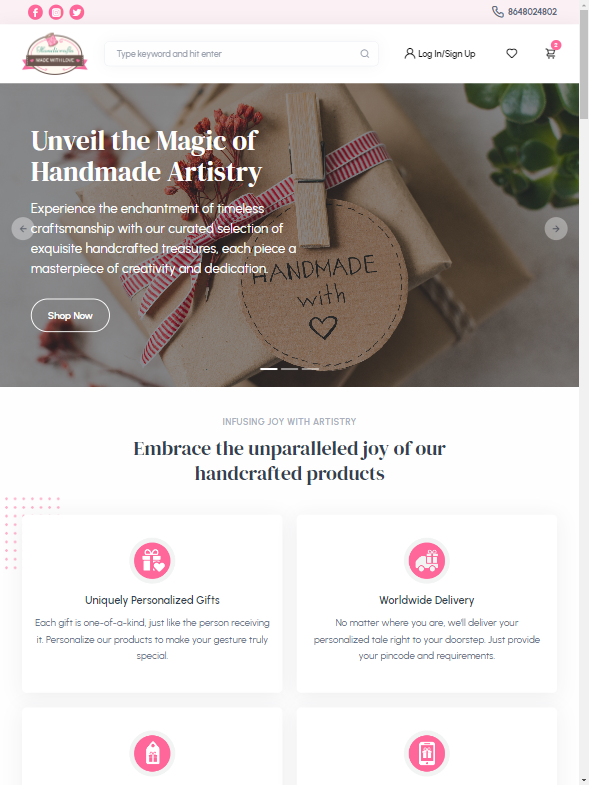 8648024802
Handicrafts
MADE WITH LOVE
Type keyword and hit enter
Log In/Sign Up
2
Unveil the Magic of
Handmade Artistry
Experience the enchantment of timeless
craftsmanship with our curated selection of
exquisite handcrafted treasures, each piece a
masterpiece of creativity and dedication.
HANDMADE
with
Shop Now
INFUSING JOY WITH ARTISTRY
Embrace the unparalleled joy of our
handcrafted products
Uniquely Personalized Gifts
Each gift is one-of-a-kind, just like the person receiving
it. Personalize our products to make your gesture truly
special.
Worldwide Delivery
No matter where you are, we'll deliver your
personalized tale right to your doorstep. Just provide
your pincode and requirements.